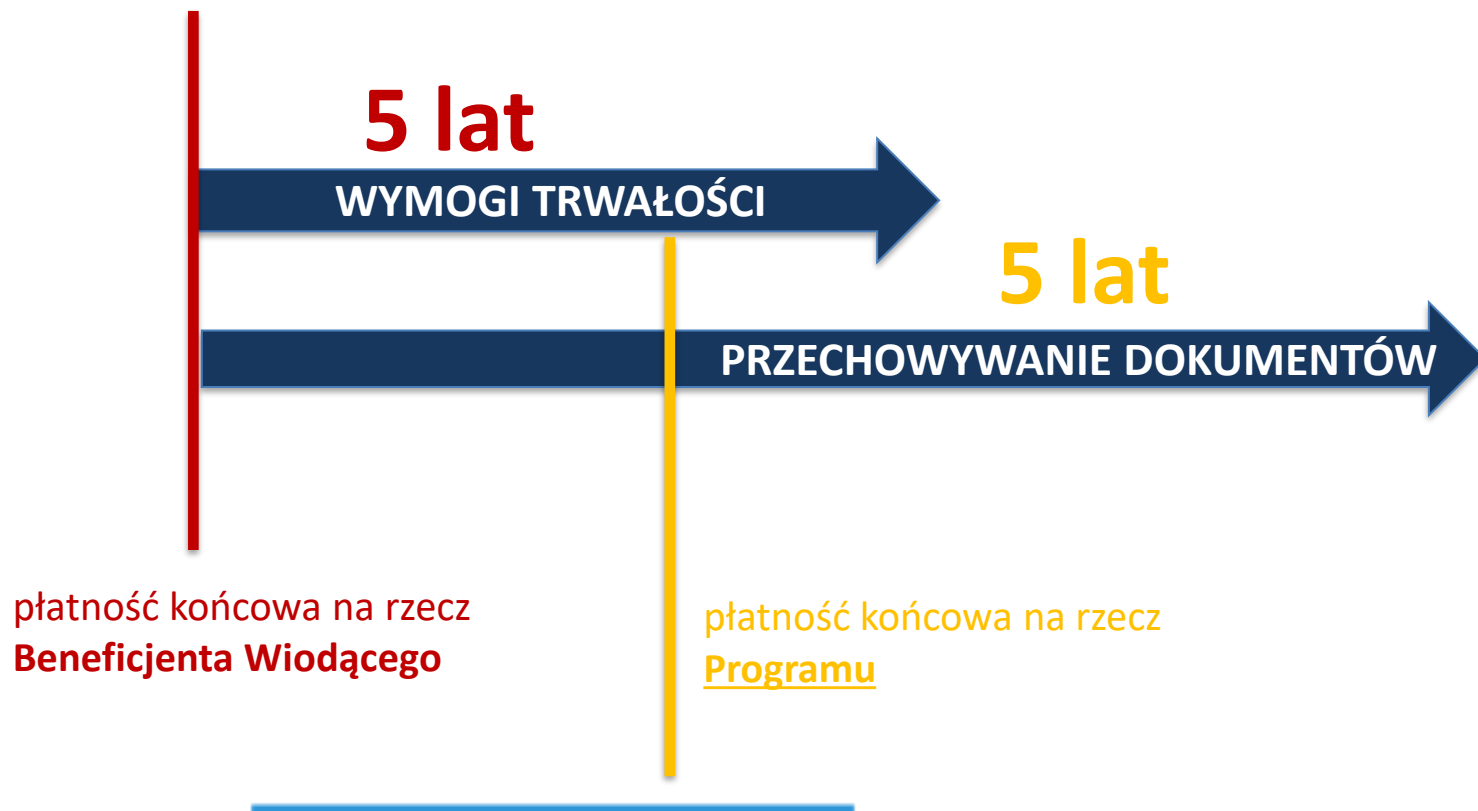 5 lat
WYMOGI TRWAŁOŚCI
5 lat
PRZECHOWYWANIE DOKUMENTÓW
płatność końcowa na rzecz
Beneficjenta Wiodącego
płatność końcowa na rzecz
Programu